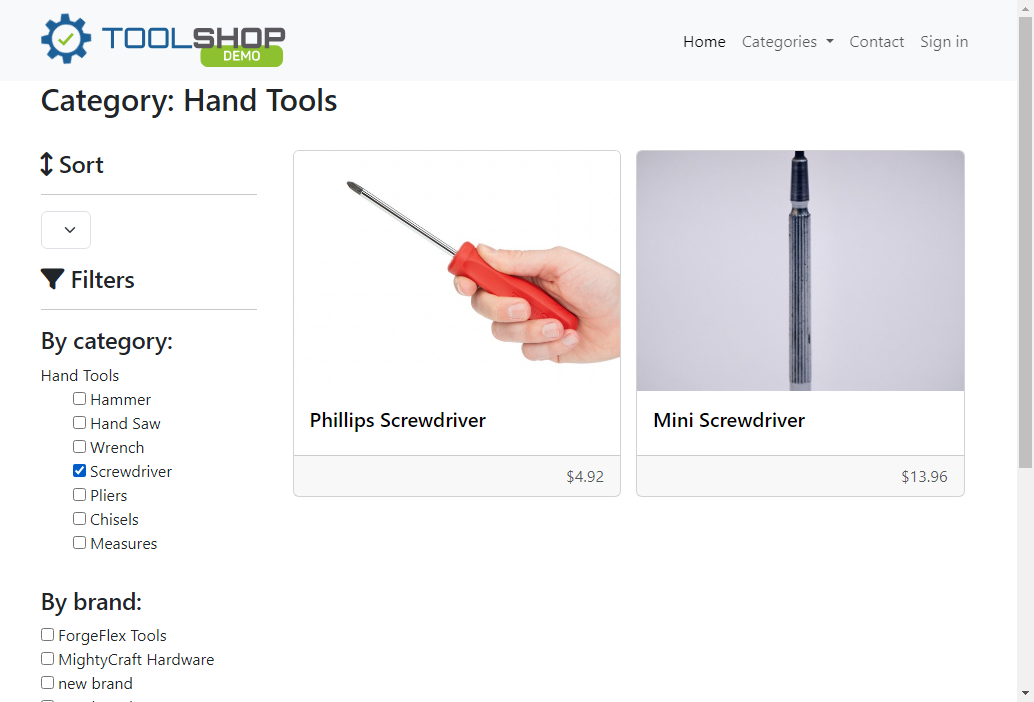 TOOLSHOP
DEMO
Home Categories Contact Sign in
Category: Hand Tools
Sort
Filters
By category:
Hand Tools
Hammer
Hand Saw
Wrench
Screwdriver
Pliers
Chisels
Measures
By brand:
ForgeFlex Tools
MightyCraft Hardware
new brand
Phillips Screwdriver
$4.92
Mini Screwdriver
$13.96